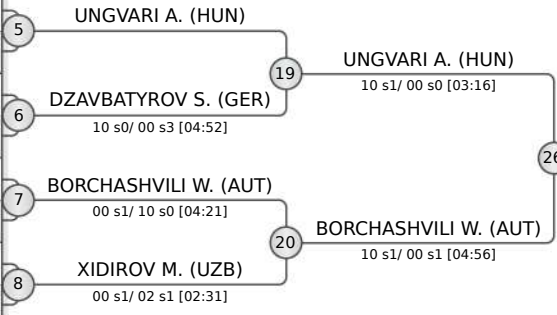 UNGVARI A. (HUN)
5
19
UNGVARI A. (HUN)
10 s1/ 00 s0 [03:16]
DZAVBATYROV S. (GER)
6
10 s0/ 00 s3 [04:52]
26
BORCHASHVILI W. (AUT)
7
00 s1/ 10 s0 [04:21]
20
BORCHASHVILI W. (AUT)
10 s1/ 00 s1 [04:56]
XIDIROV M. (UZB)
8
00 s1/ 02 s1 [02:31]